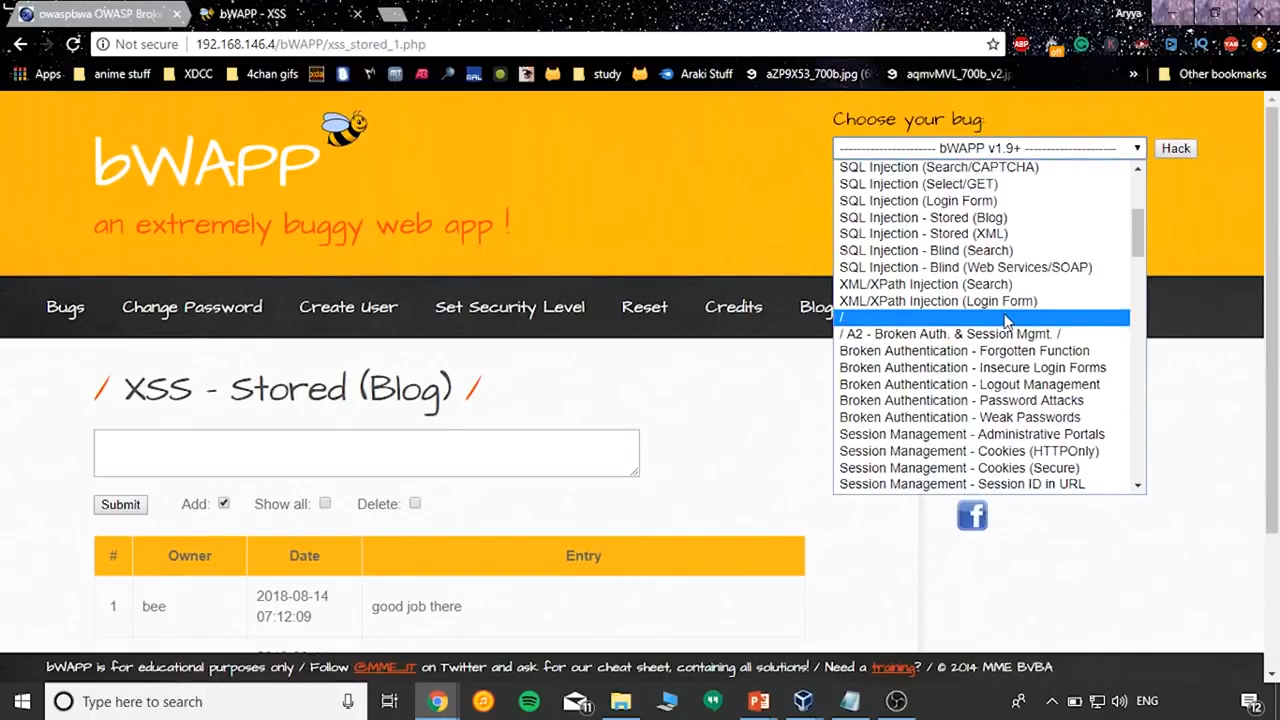 owaspbwa OWASP Brok
bWAPP - XSS
Aryya
Not secure
192.168.146.4/bWAPP/xss_stored_1.php
ABP
off
YAB
Apps
anime stuff
XDCC
4chan gifs
xda
study
Araki Stuff
aZP9X53_700b.jpg (
aqmvMVL_700b_v2.j
»
Other bookmarks
bWAPP
an extremely buggy web app !
Choose your bug:
---------------------- bWAPP v1.9+ ---------------------
Hack
SQL Injection (Search/CAPTCHA)
SQL Injection (Select/GET)
SQL Injection (Login Form)
SQL Injection - Stored (Blog)
SQL Injection - Stored (XML)
SQL Injection - Blind (Search)
SQL Injection - Blind (Web Services/SOAP)
XML/XPath Injection (Search)
XML/XPath Injection (Login Form)
/
/ A2 - Broken Auth. & Session Mgmt. /
Broken Authentication - Forgotten Function
Broken Authentication - Insecure Login Forms
Broken Authentication - Logout Management
Broken Authentication - Password Attacks
Broken Authentication - Weak Passwords
Session Management - Administrative Portals
Session Management - Cookies (HTTPOnly)
Session Management - Cookies (Secure)
Session Management - Session ID in URL
Bugs
Change Password
Create User
Set Security Level
Reset
Credits
Blog
/ XSS - Stored (Blog) /
Submit
Add:
Show all:
Delete:
# Owner Date Entry
1 bee 2018-08-14 07:12:09 good job there
bWAPP is for educational purposes only / Follow @MME_IT on Twitter and ask for our cheat sheet, containing all solutions! / Need a training? / © 2014 MME BVBA
Type here to search
11
ENG
12